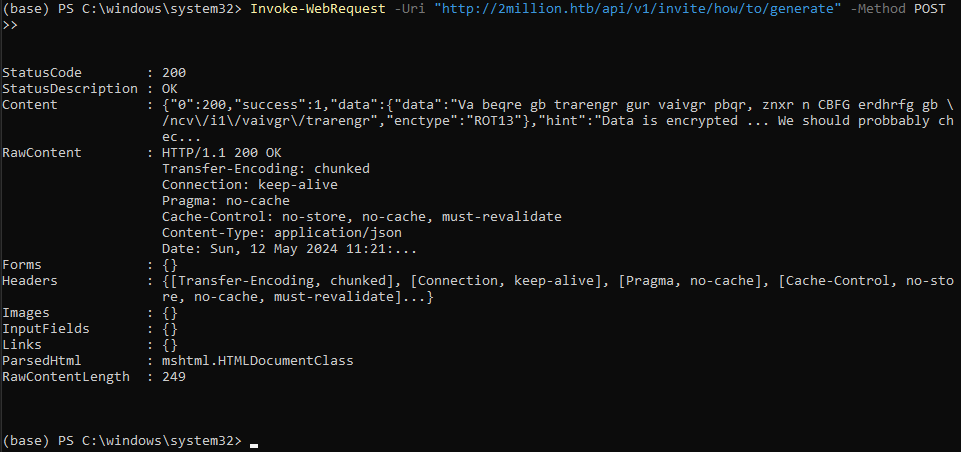 (base) PS C:\windows\system32> Invoke-WebRequest -Uri "http://2million.htb/api/v1/invite/how/to/generate" -Method POST
>>
StatusCode        : 200
StatusDescription : OK
Content           : {"0":200,"success":1,"data":{"data":"Va beqre gb trarengr gur vaivgr pbqr, znxr n CBFG erdhrfg gb \
                    /ncv\/i1\/vaivgr\/trarengr","enctype":"ROT13"},"hint":"Data is encrypted ... We should probbably ch
                    ec...
RawContent        : HTTP/1.1 200 OK
                    Transfer-Encoding: chunked
                    Connection: keep-alive
                    Pragma: no-cache
                    Cache-Control: no-store, no-cache, must-revalidate
                    Content-Type: application/json
                    Date: Sun, 12 May 2024 11:21:...
Forms             : {}
Headers           : {[Transfer-Encoding, chunked], [Connection, keep-alive], [Pragma, no-cache], [Cache-Control, no-sto
                    re, no-cache, must-revalidate]...}
Images            : {}
InputFields       : {}
Links             : {}
ParsedHtml        : mshtml.HTMLDocumentClass
RawContentLength  : 249
(base) PS C:\windows\system32>